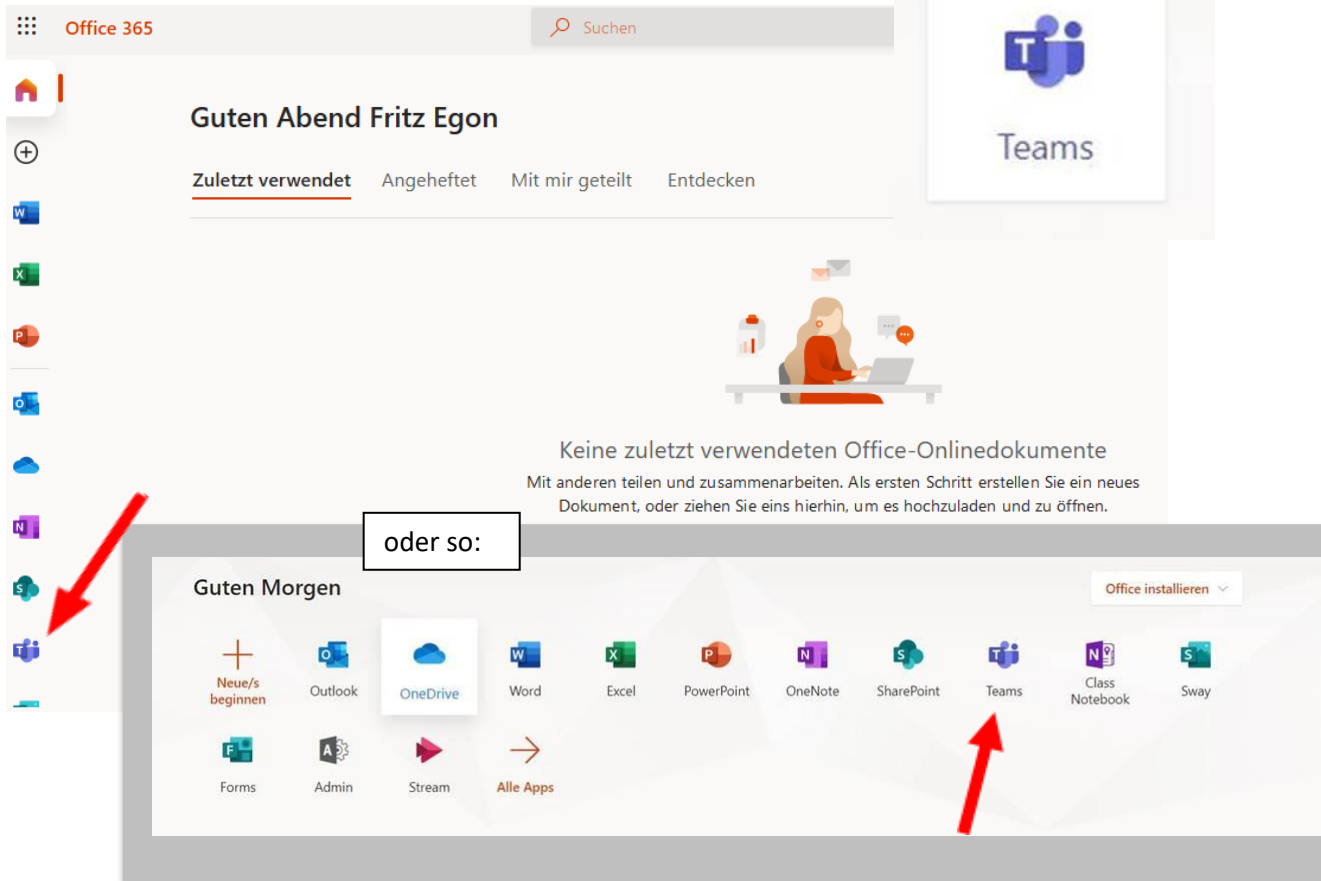 Office 365
Suchen
Teams
Guten Abend Fritz Egon
Zuletzt verwendet Angeheftet Mit mir geteilt Entdecken
Keine zuletzt verwendeten Office-Onlinedokumente
Mit anderen teilen und zusammenarbeiten. Als ersten Schritt erstellen Sie ein neues
Dokument, oder ziehen Sie eins hierhin, um es hochzuladen und zu öffnen.
oder so:
Guten Morgen
Office installieren
Neue/s
beginnen
Outlook
OneDrive
Word
Excel
PowerPoint
OneNote
SharePoint
Teams
Class
Notebook
Sway
Forms
Admin
Stream
Alle Apps